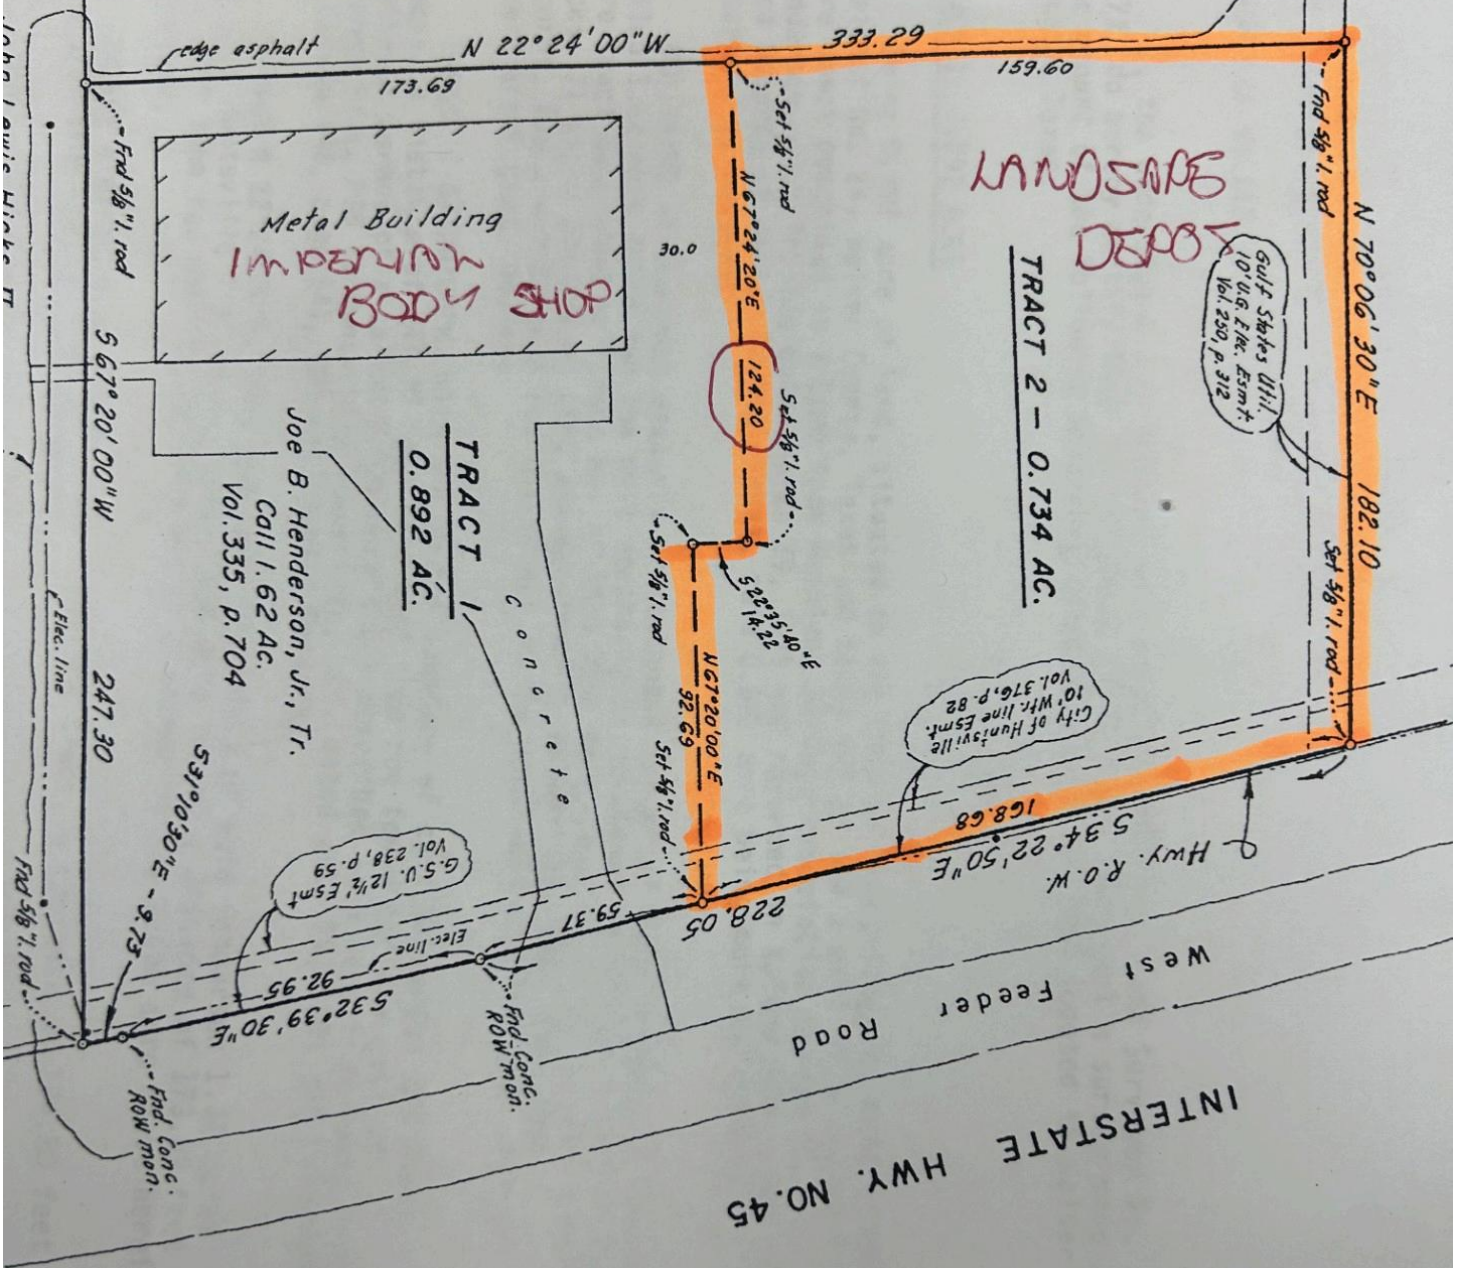 edge asphalt
N 22°24'00"W
333.29
173.69
159.60
Fnd 5/8" I. rod
Set 5/8" I. rod
Fnd 5/8" I. rod
Metal Building
IMPERIAL
BODY SHOP
30.0
N 67°24'20"E
124.20
Set 5/8" I. rod
LANDSAPE
DEPOT
TRACT 2 - 0.734 AC.
Gulf States Util.
10' U.G. Elec. Esmt.
Vol. 250, p. 312
N 70°06'30"E
182.10
Set 5/8" I. rod
S 67°20'00"W
247.30
Elec. line
Joe B. Henderson, Jr., Tr.
Call 1.62 Ac.
Vol. 335, p. 704
TRACT 1
0.892 AC.
Concrete
Set 5/8" I. rod
S 22°35'40"E
14.22
N 67°20'00"E
92.69
Set 5/8" I. rod
City of Huntsville
10' Wtr. line Esmt.
Vol. 376, p. 82
168.68
S 34°22'50"E
228.05
59.37
Hwy. R.O.W.
G.S.U. 12½' Esmt
Vol. 238, p. 59
Elec. line
92.95
S 32°39'30"E
S31°10'30"E - 9.73
Fnd 5/8" I. rod
Fnd. Conc.
ROW mon.
Fnd. Conc.
ROW mon.
West Feeder Road
INTERSTATE HWY. NO. 45